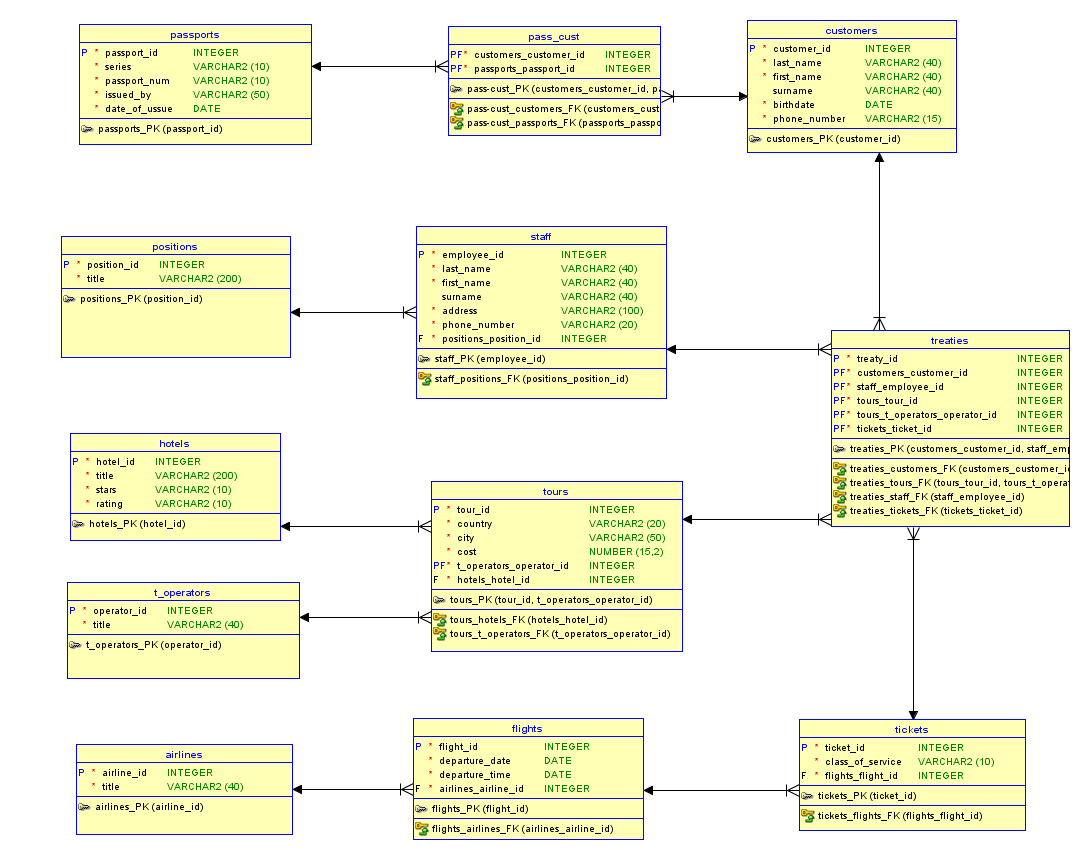 passports
P * passport_id INTEGER
* series VARCHAR2 (10)
* passport_num VARCHAR2 (10)
* issued_by VARCHAR2 (50)
* date_of_ussue DATE
passports_PK (passport_id)
pass_cust
PF* customers_customer_id INTEGER
PF* passports_passport_id INTEGER
pass-cust_PK (customers_customer_id, pa
pass-cust_customers_FK (customers_cust
pass-cust_passports_FK (passports_passpo
customers
P * customer_id INTEGER
* last_name VARCHAR2 (40)
* first_name VARCHAR2 (40)
surname VARCHAR2 (40)
* birthdate DATE
* phone_number VARCHAR2 (15)
customers_PK (customer_id)
positions
P * position_id INTEGER
* title VARCHAR2 (200)
positions_PK (position_id)
staff
P * employee_id INTEGER
* last_name VARCHAR2 (40)
* first_name VARCHAR2 (40)
surname VARCHAR2 (40)
* address VARCHAR2 (100)
* phone_number VARCHAR2 (20)
F * positions_position_id INTEGER
staff_PK (employee_id)
staff_positions_FK (positions_position_id)
treaties
P * treaty_id INTEGER
PF* customers_customer_id INTEGER
PF* staff_employee_id INTEGER
PF* tours_tour_id INTEGER
PF* tours_t_operators_operator_id INTEGER
PF* tickets_ticket_id INTEGER
treaties_PK (customers_customer_id, staff_emp
treaties_customers_FK (customers_customer_id
treaties_tours_FK (tours_tour_id, tours_t_operat
treaties_staff_FK (staff_employee_id)
treaties_tickets_FK (tickets_ticket_id)
hotels
P * hotel_id INTEGER
* title VARCHAR2 (200)
* stars VARCHAR2 (10)
* rating VARCHAR2 (10)
hotels_PK (hotel_id)
tours
P * tour_id INTEGER
* country VARCHAR2 (20)
* city VARCHAR2 (50)
* cost NUMBER (15,2)
PF* t_operators_operator_id INTEGER
F * hotels_hotel_id INTEGER
tours_PK (tour_id, t_operators_operator_id)
tours_hotels_FK (hotels_hotel_id)
tours_t_operators_FK (t_operators_operator_id)
t_operators
P * operator_id INTEGER
* title VARCHAR2 (40)
t_operators_PK (operator_id)
airlines
P * airline_id INTEGER
* title VARCHAR2 (40)
airlines_PK (airline_id)
flights
P * flight_id INTEGER
* departure_date DATE
* departure_time DATE
F * airlines_airline_id INTEGER
flights_PK (flight_id)
flights_airlines_FK (airlines_airline_id)
tickets
P * ticket_id INTEGER
* class_of_service VARCHAR2 (10)
F * flights_flight_id INTEGER
tickets_PK (ticket_id)
tickets_flights_FK (flights_flight_id)